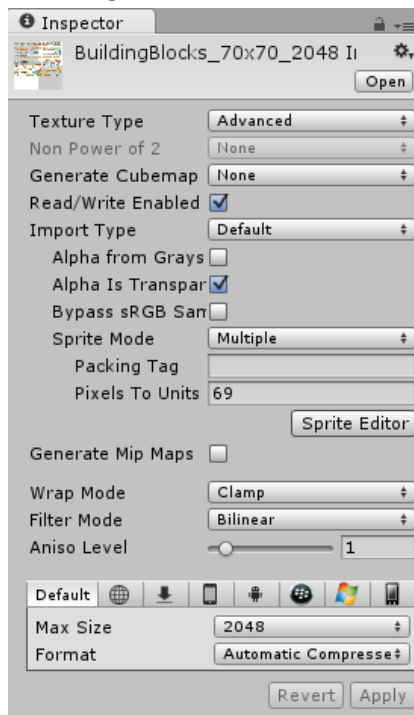 Inspector
BuildingBlocks_70x70_2048 I
Open
Texture Type Advanced
Non Power of 2 None
Generate Cubemap None
Read/Write Enabled
Import Type Default
Alpha from Grays
Alpha Is Transpar
Bypass sRGB Sam
Sprite Mode Multiple
Packing Tag
Pixels To Units 69
Sprite Editor
Generate Mip Maps
Wrap Mode Clamp
Filter Mode Bilinear
Aniso Level 1
Default
Max Size 2048
Format Automatic Compresse
Revert Apply